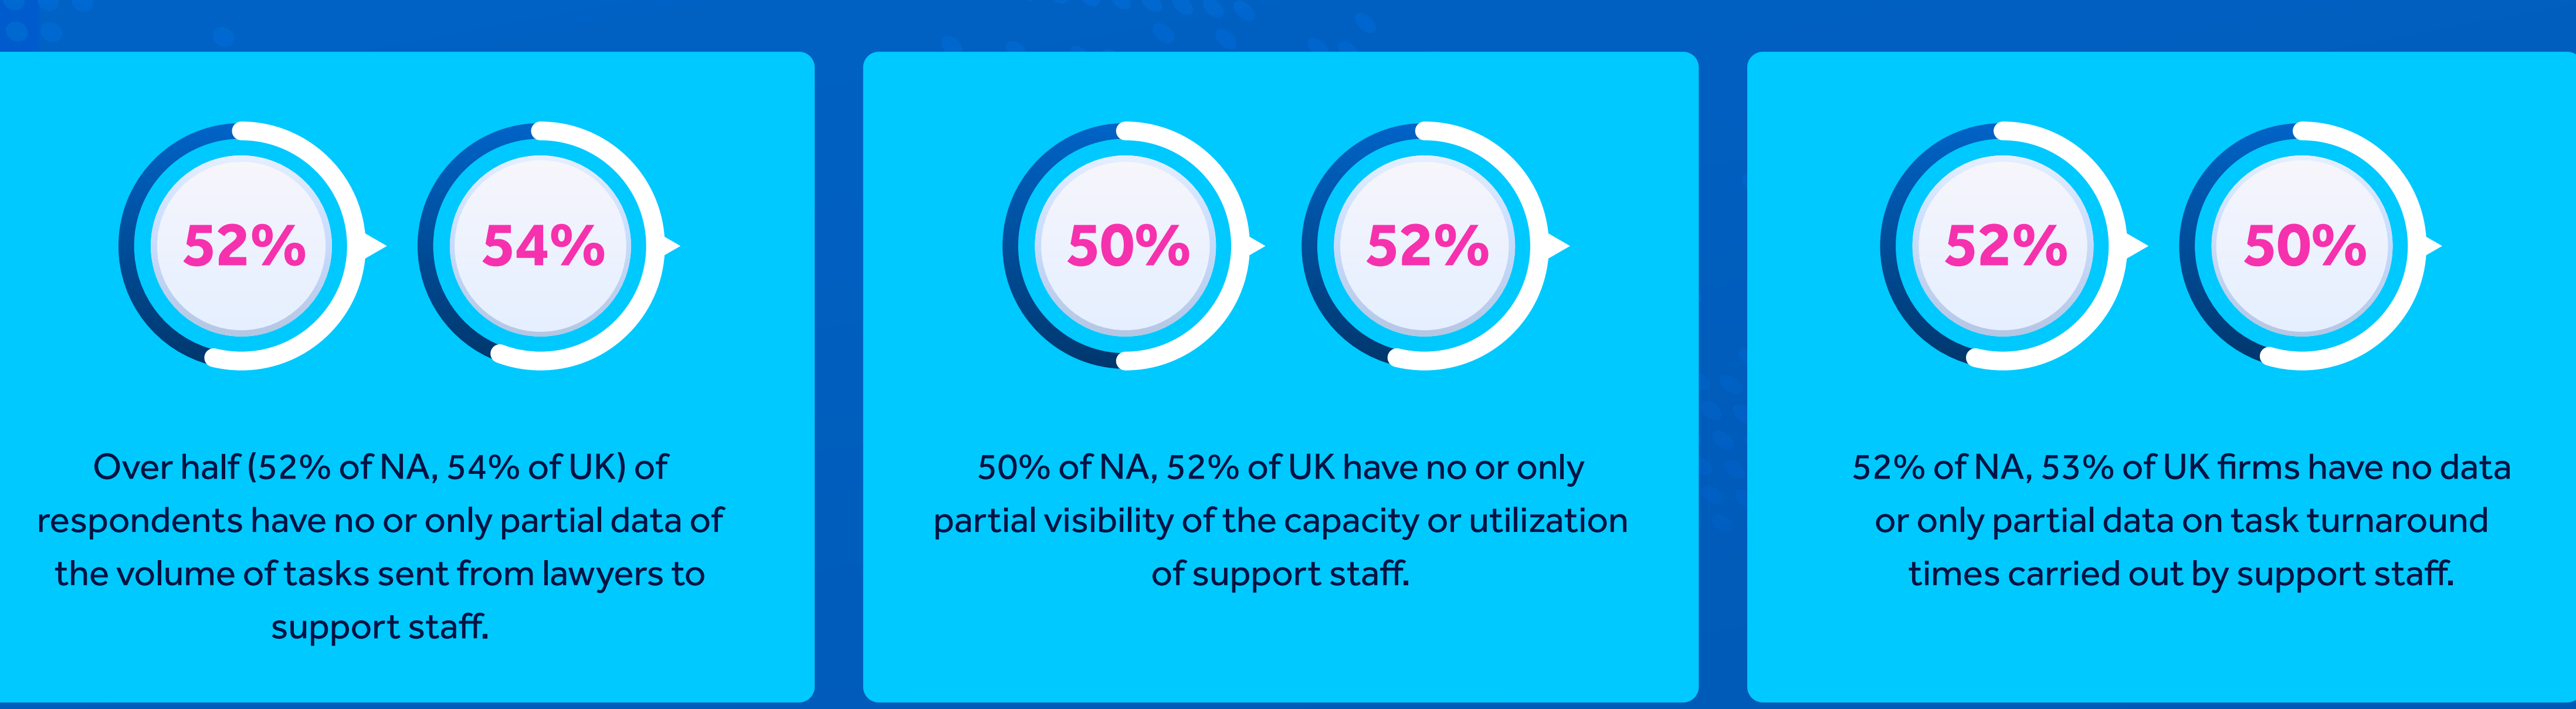 52%
54%
Over half (52% of NA, 54% of UK) of
respondents have no or only partial data of
the volume of tasks sent from lawyers to
support staff.
50%
52%
50% of NA, 52% of UK have no or only
partial visibility of the capacity or utilization
of support staff.
52%
50%
52% of NA, 53% of UK firms have no data
or only partial data on task turnaround
times carried out by support staff.